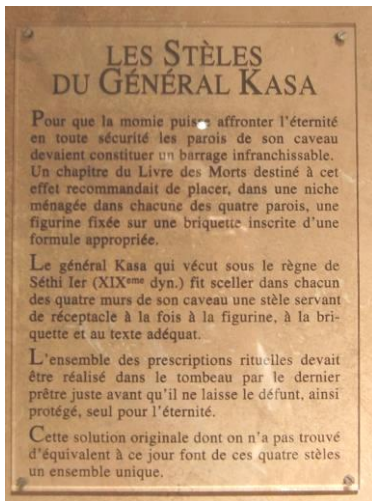 LES STÈLES
DU GÉNÉRAL KASA
Pour que la momie puisse affronter l'éternité
en toute sécurité les parois de son caveau
devaient constituer un barrage infranchissable.
Un chapitre du Livre des Morts destiné à cet
effet recommandait de placer, dans une niche
ménagée dans chacune des quatre parois, une
figurine fixée sur une briquette inscrite d'une
formule appropriée.
Le général Kasa qui vécut sous le règne de
Séthi Ier (XIXeme dyn.) fit sceller dans chacun
des quatre murs de son caveau une stèle servant
de réceptacle à la fois à la figurine, à la bri-
quette et au texte adéquat.
L'ensemble des prescriptions rituelles devait
être réalisé dans le tombeau par le dernier
prêtre juste avant qu'il ne laisse le défunt, ainsi
protégé, seul pour l'éternité.
Cette solution originale dont on n'a pas trouvé
d'équivalent à ce jour font de ces quatre stèles
un ensemble unique.